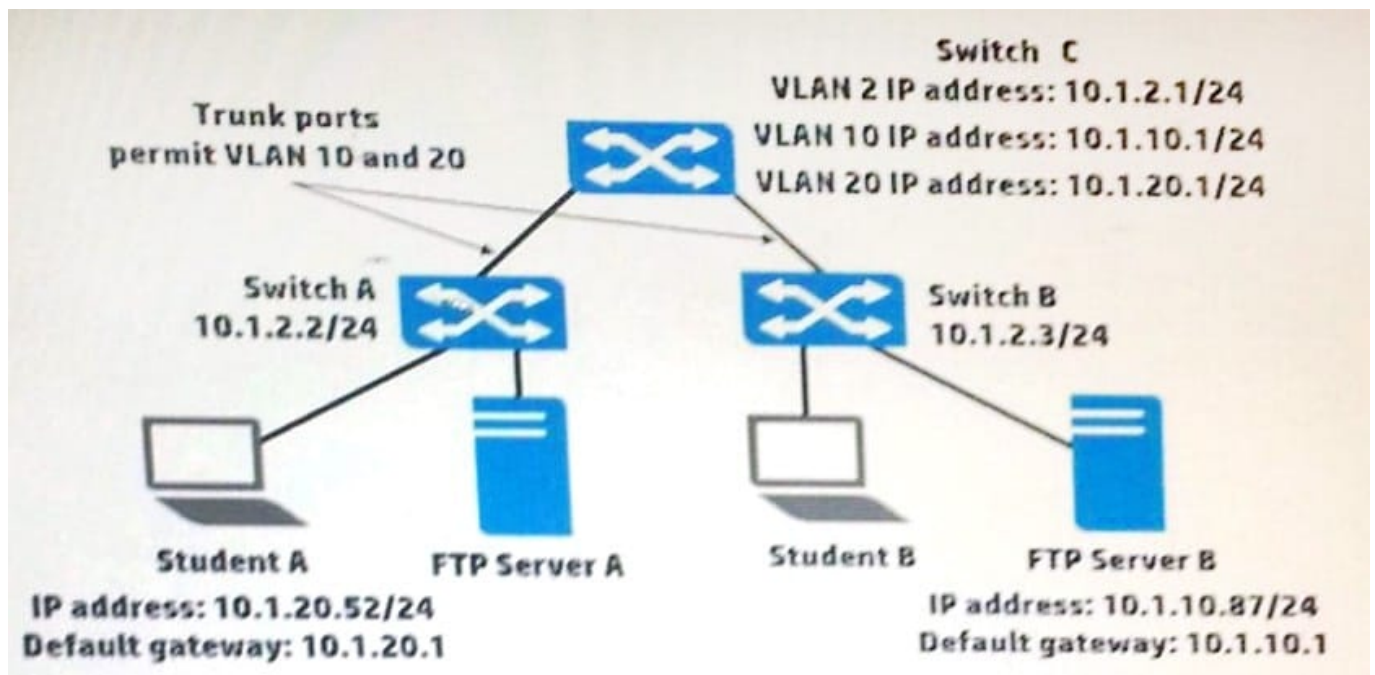 Switch C
VLAN 2 IP address: 10.1.2.1/24
VLAN 10 IP address: 10.1.10.1/24
VLAN 20 IP address: 10.1.20.1/24
Trunk ports
permit VLAN 10 and 20
Switch A
10.1.2.2/24
Switch B
10.1.2.3/24
Student A
IP address: 10.1.20.52/24
Default gateway: 10.1.20.1
FTP Server A
Student B
FTP Server B
IP address: 10.1.10.87/24
Default gateway: 10.1.10.1